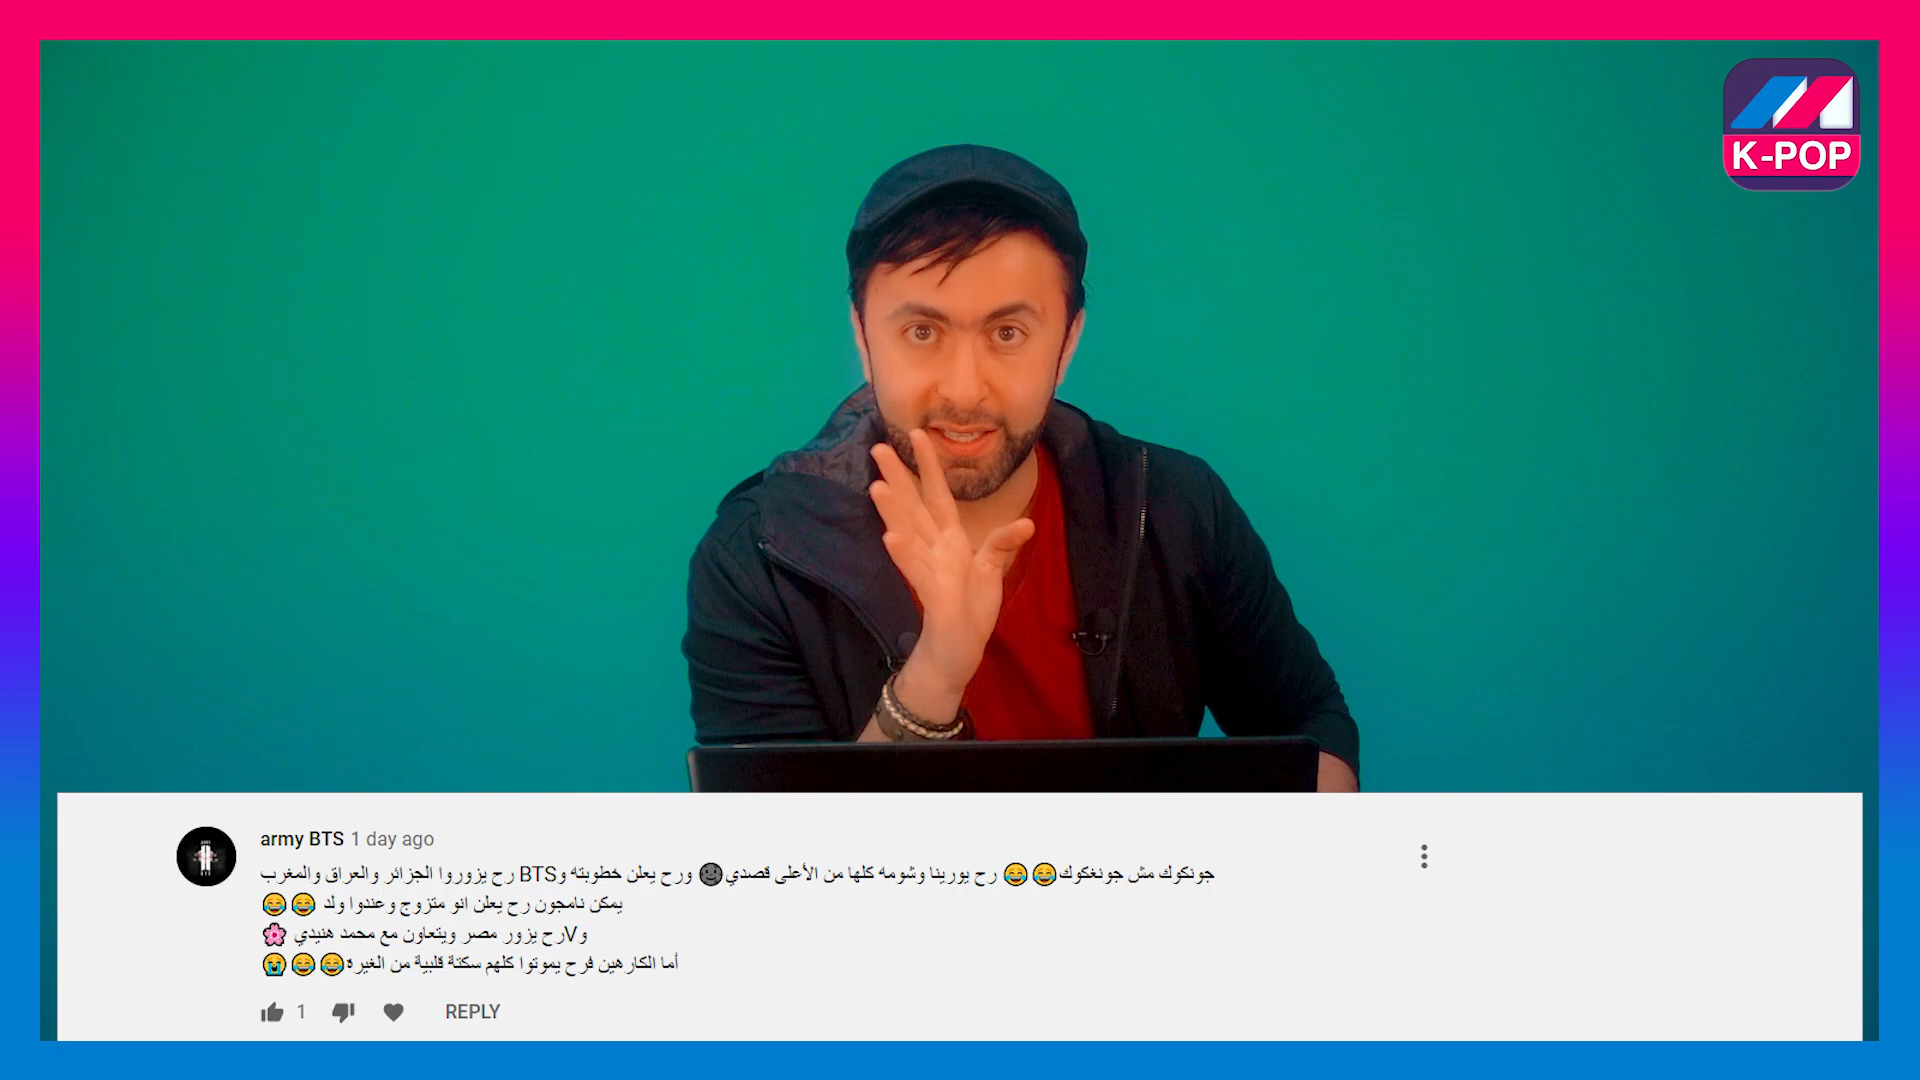 K-POP
army BTS 1 day ago
جونكوك مش جونغكوك😂😂 رح يورينا وشومه كلها من الأعلى قصدي🌚 ورح يعلن خطوبته وBTS رح يزوروا الجزائر والعراق والمغرب
يمكن نامجون رح يعلن انو متزوج وعندوا ولد 😂😂
وVرح يزور مصر ويتعاون مع محمد هنيدي 🌸
أما الكارهين فرح يموتوا كلهم سكتة قلبية من الغيره😂😂😭
1 REPLY